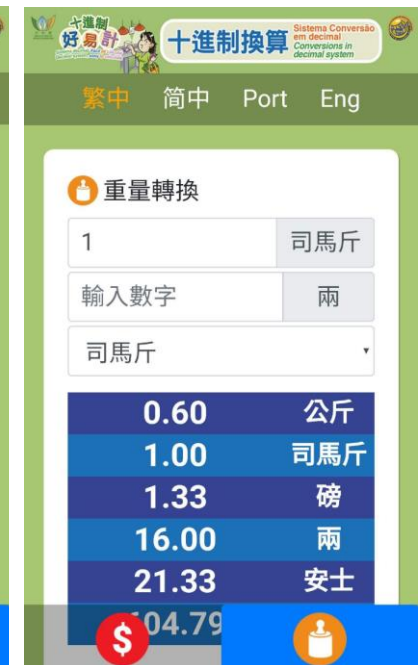 十進制
好易計
十進制換算
Sistema Conversão
em decimal
Conversions in
decimal system
繁中 简中 Port Eng
重量轉換
1 司馬斤
輸入數字 兩
司馬斤
0.60 公斤
1.00 司馬斤
1.33 磅
16.00 兩
21.33 安士
104.79
$